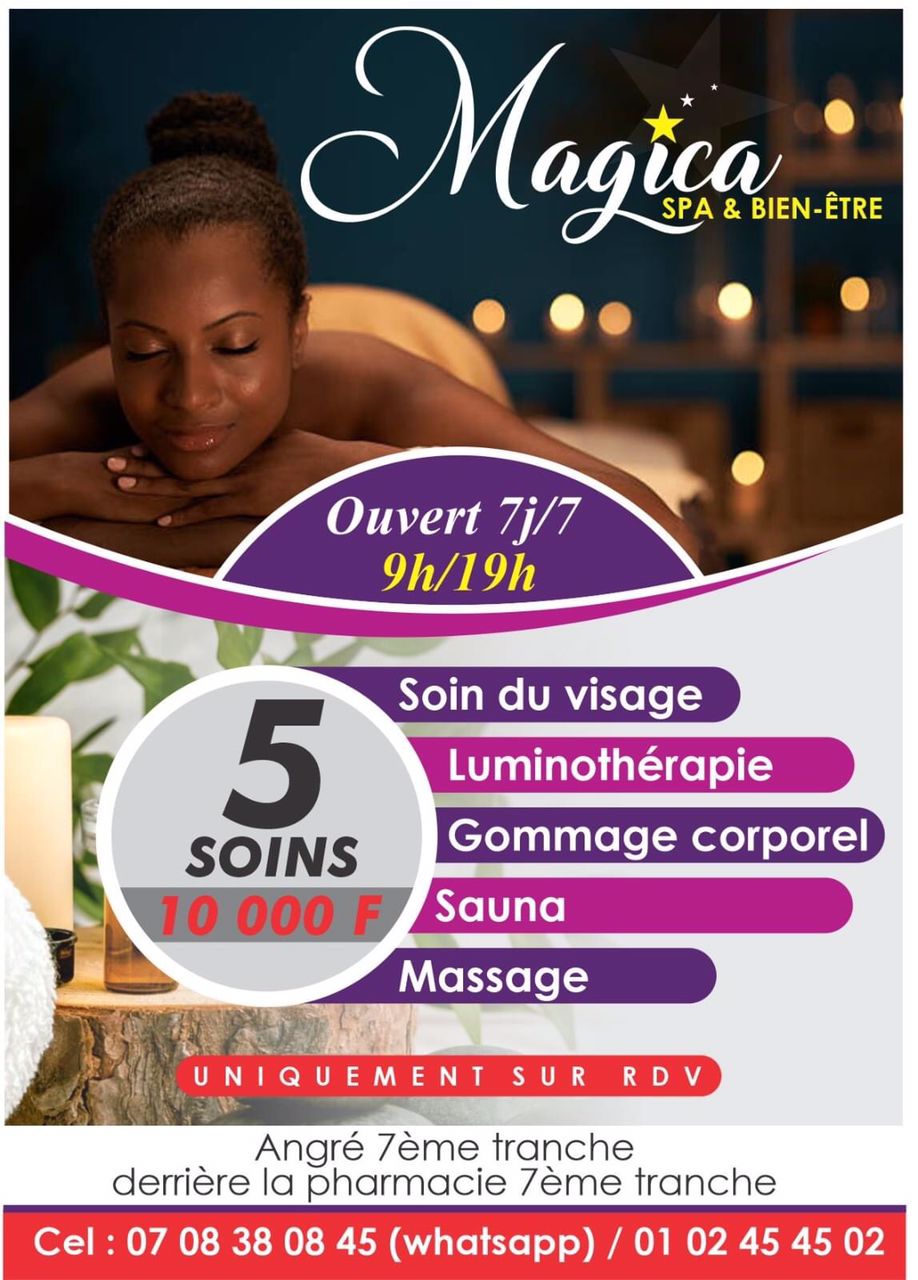 Magica
SPA & BIEN-ÊTRE
Ouvert 7j/7
9h/19h
5
SOINS
10 000 F
Soin du visage
Luminothérapie
Gommage corporel
Sauna
Massage
UNIQUEMENT SUR RDV
Angré 7ème tranche
derrière la pharmacie 7ème tranche
Cel : 07 08 38 08 45 (whatsapp) / 01 02 45 45 02